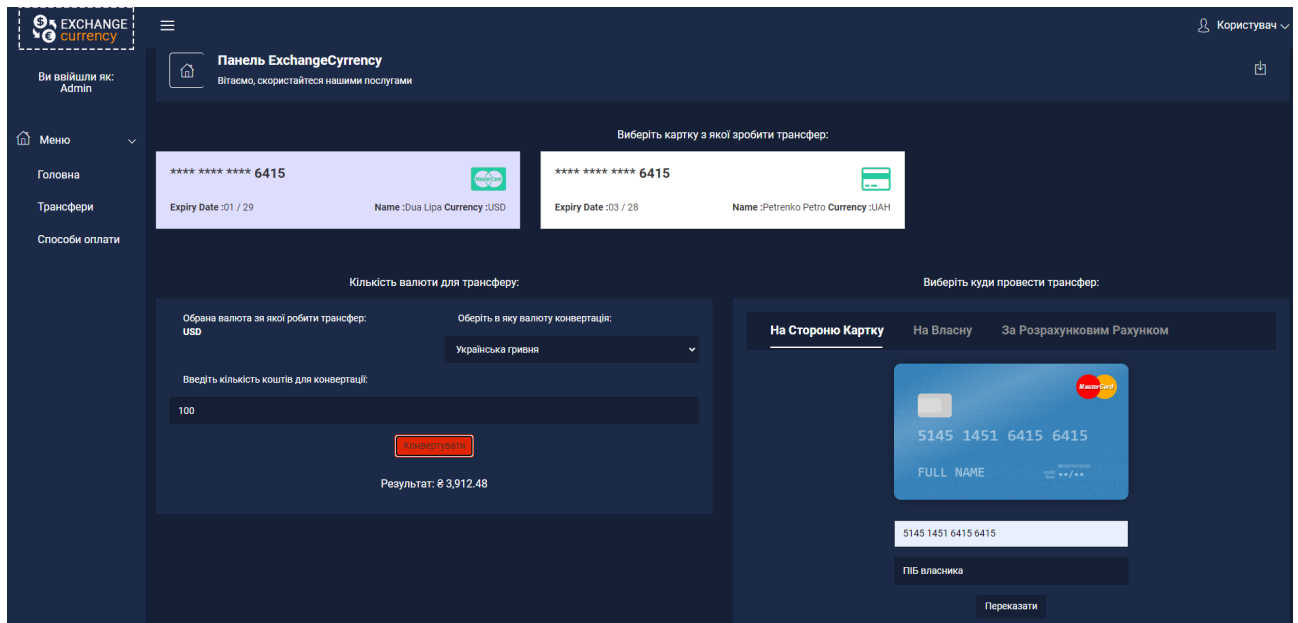 EXCHANGE
currency
Користувач
Ви ввійшли як:
Admin
Панель ExchangeCyrrency
Вітаємо, скористайтеся нашими послугами
Меню
Головна
Трансфери
Способи оплати
Виберіть картку з якої зробити трансфер:
**** **** **** 6415
MasterCard
Expiry Date :01 / 29 Name :Dua Lipa Currency :USD
**** **** **** 6415
Expiry Date :03 / 28 Name :Petrenko Petro Currency :UAH
Кількість валюти для трансферу:
Обрана валюта зя якої робити трансфер:
USD
Оберіть в яку валюту конвертація:
Українська гривня
Введіть кількість коштів для конвертації:
100
Конвертувати
Результат: ₴ 3,912.48
Виберіть куди провести трансфер:
На Стороню Картку На Власну За Розрахунковим Рахунком
MasterCard
5145 1451 6415 6415
FULL NAME ••/••
5145 1451 6415 6415
ПІБ власника
Переказати